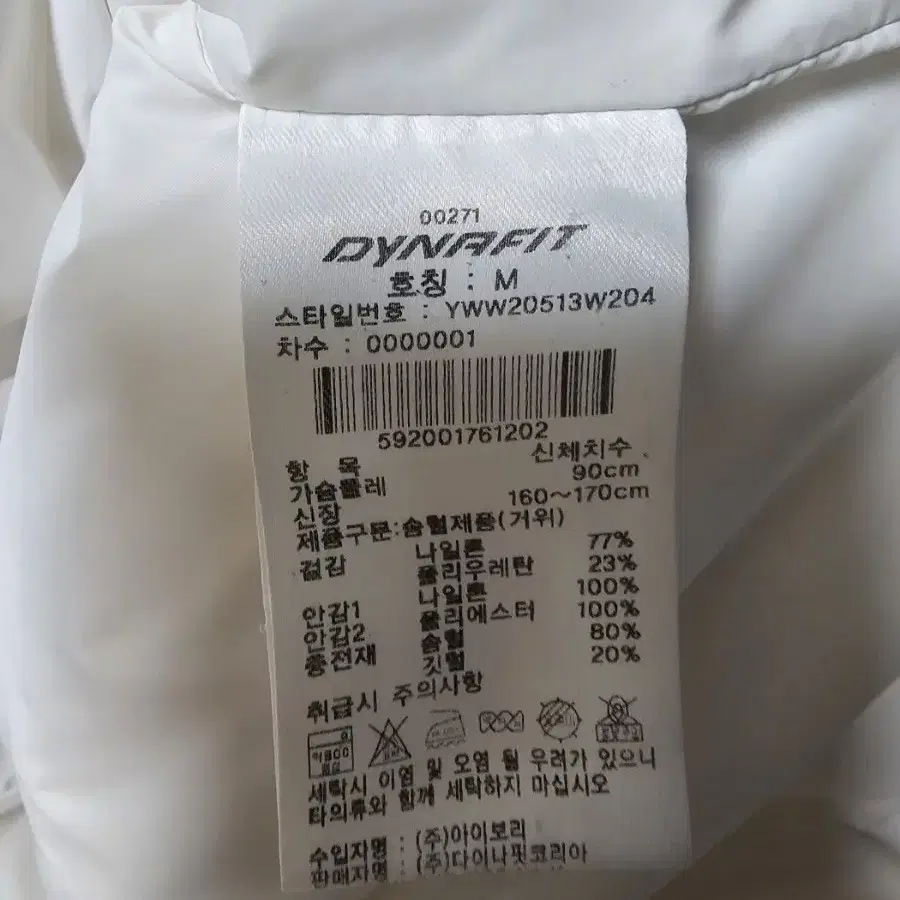 00271
DYNAFIT
호칭 : M
스타일번호 : YWW20513W204
차수 : 0000001
592001761202
항 목 신체치수
가슴둘레 90cm
신장 160~170cm
제품구분:솜털제품(거위)
겉감 나일론 77%
폴리우레탄 23%
안감1 나일론 100%
안감2 폴리에스터 100%
충전재 솜털 80%
깃털 20%
취급시 주의사항
세탁시 이염 및 오염 될 우려가 있으니
타의류와 함께 세탁하지 마십시오
수입자명 : (주)아이보리
판매자명 : (주)다이나핏코리아